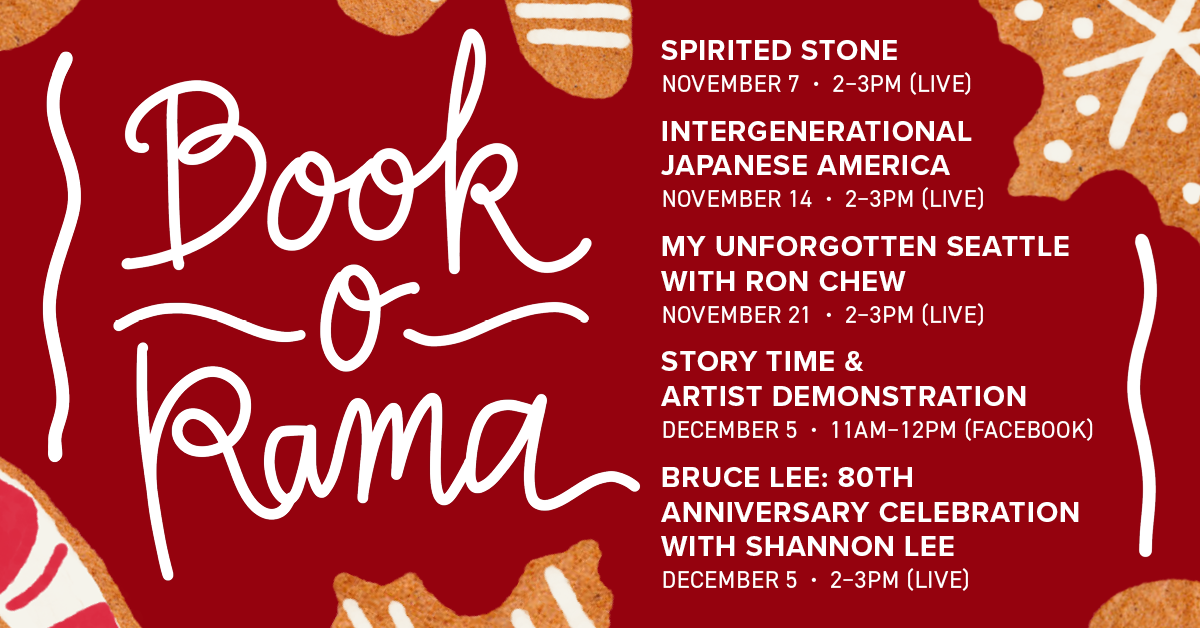 Book
o
Rama
SPIRITED STONE
NOVEMBER 7 • 2–3PM (LIVE)
INTERGENERATIONAL
JAPANESE AMERICA
NOVEMBER 14 • 2–3PM (LIVE)
MY UNFORGOTTEN SEATTLE
WITH RON CHEW
NOVEMBER 21 • 2–3PM (LIVE)
STORY TIME &
ARTIST DEMONSTRATION
DECEMBER 5 • 11AM–12PM (FACEBOOK)
BRUCE LEE: 80TH
ANNIVERSARY CELEBRATION
WITH SHANNON LEE
DECEMBER 5 • 2–3PM (LIVE)